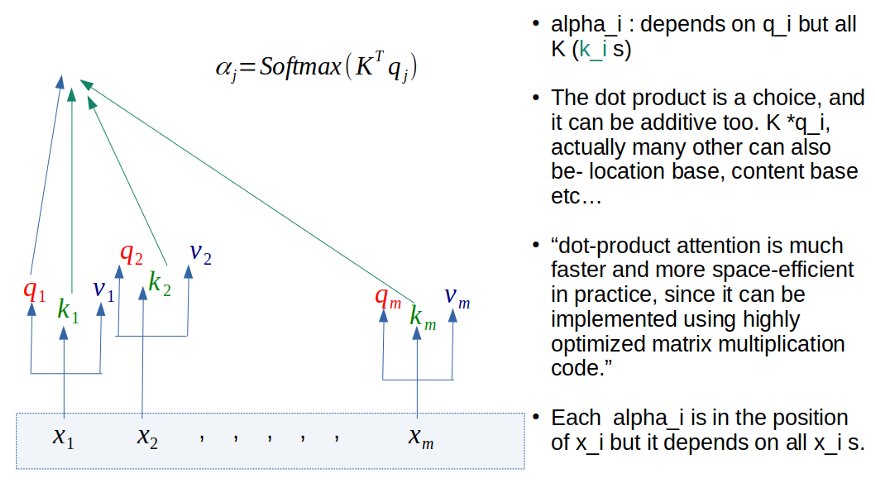 α_j=Softmax(K^T q_j)
q_1 k_1 v_1
q_2 k_2 v_2
q_m k_m v_m
x_1 x_2 , , , , , x_m
• alpha_i : depends on q_i but all
K (k_i s)
• The dot product is a choice, and
it can be additive too. K *q_i,
actually many other can also
be- location base, content base
etc…
• “dot-product attention is much
faster and more space-efficient
in practice, since it can be
implemented using highly
optimized matrix multiplication
code.”
• Each alpha_i is in the position
of x_i but it depends on all x_i s.